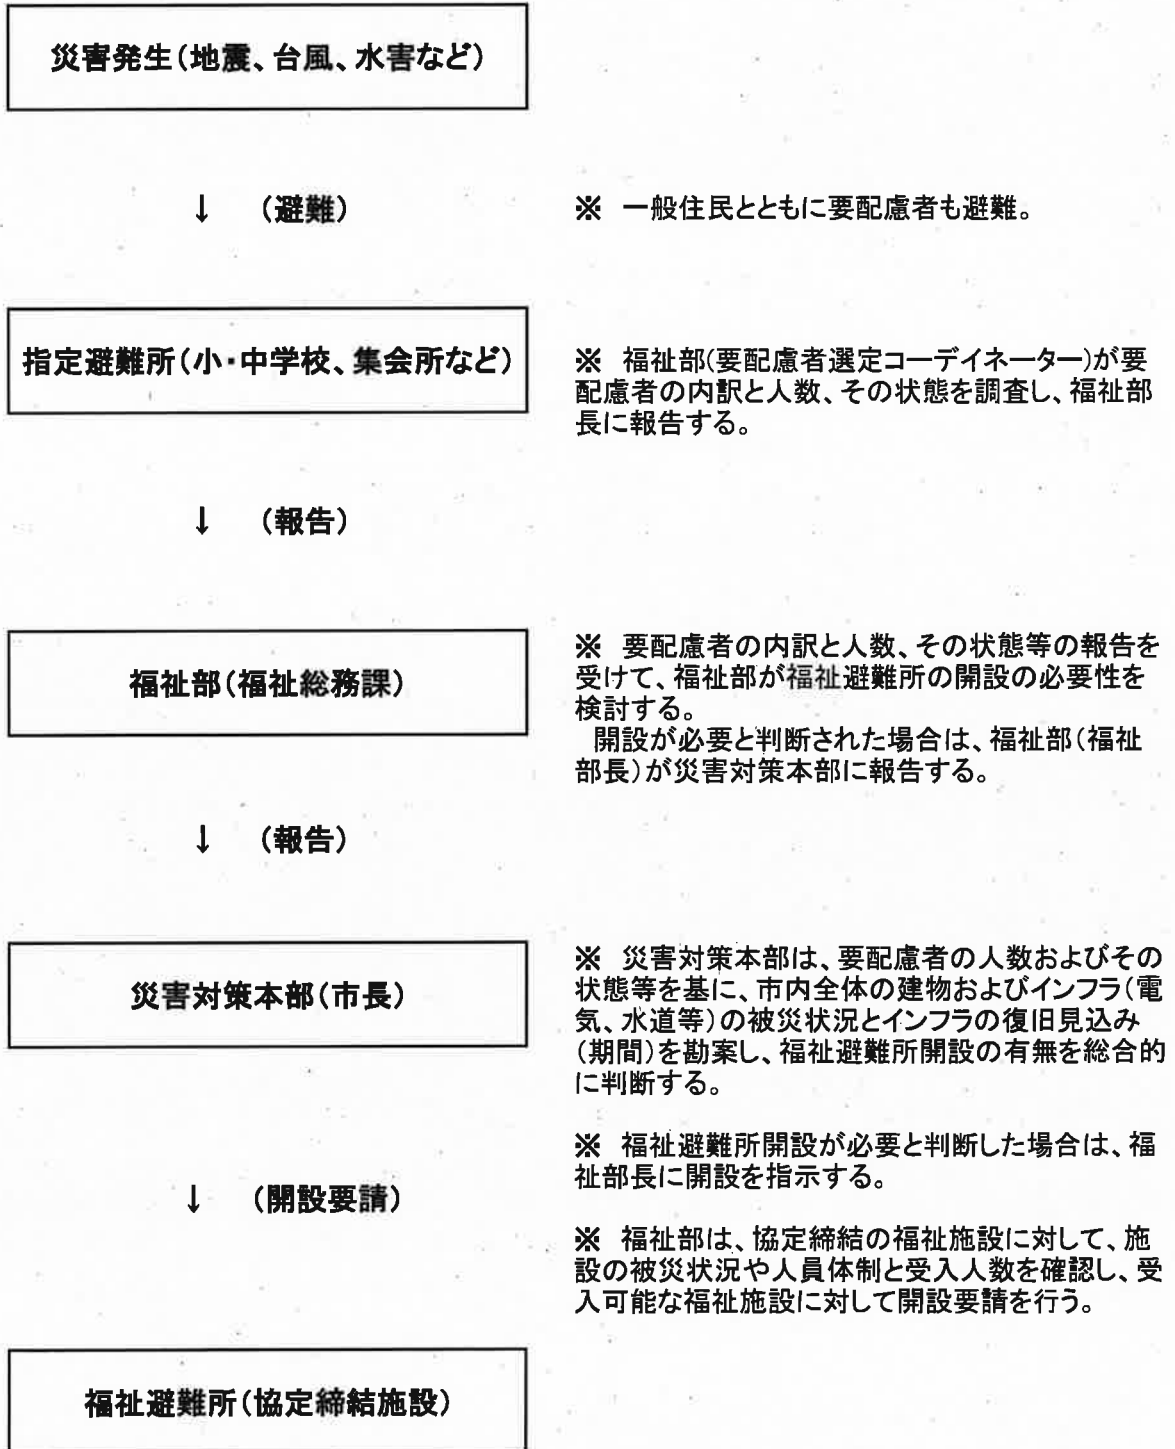 災害発生（地震、台風、水害など）
↓　（避難）
※　一般住民とともに要配慮者も避難。
指定避難所（小・中学校、集会所など）
※　福祉部(要配慮者選定コーデイネーター)が要
配慮者の内訳と人数、その状態を調査し、福祉部
長に報告する。
↓　（報告）
福祉部（福祉総務課）
※　要配慮者の内訳と人数、その状態等の報告を
受けて、福祉部が福祉避難所の開設の必要性を
検討する。
　開設が必要と判断された場合は、福祉部（福祉
部長）が災害対策本部に報告する。
↓　（報告）
災害対策本部（市長）
※　災害対策本部は、要配慮者の人数およびその
状態等を基に、市内全体の建物およびインフラ（電
気、水道等）の被災状況とインフラの復旧見込み
（期間）を勘案し、福祉避難所開設の有無を総合的
に判断する。
※　福祉避難所開設が必要と判断した場合は、福
祉部長に開設を指示する。
↓　（開設要請）
※　福祉部は、協定締結の福祉施設に対して、施
設の被災状況や人員体制と受入人数を確認し、受
入可能な福祉施設に対して開設要請を行う。
福祉避難所（協定締結施設）